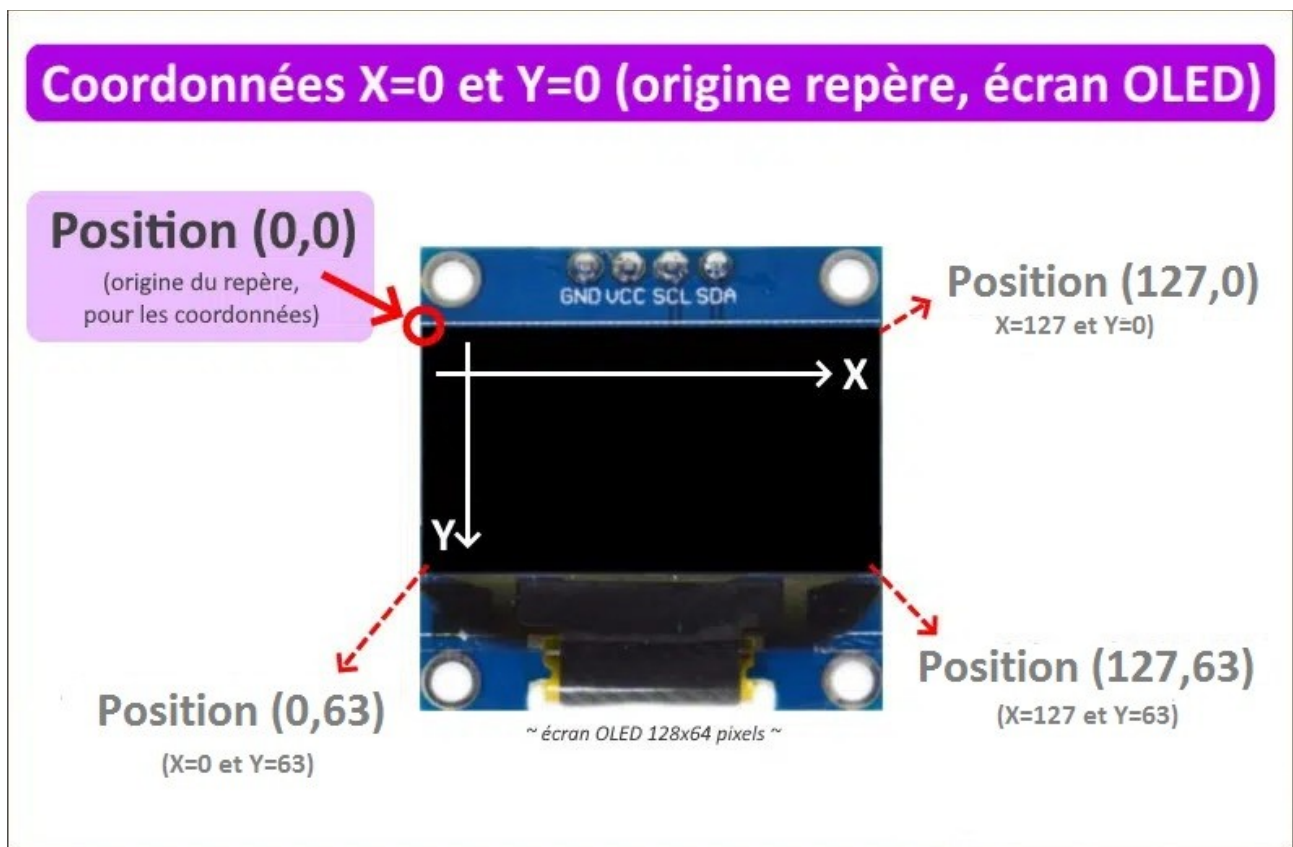 Coordonnées X=0 et Y=0 (origine repère, écran OLED)
Position (0,0)
(origine du repère,
pour les coordonnées)
GND VCC SCL SDA
Position (127,0)
X=127 et Y=0)
X
Y
Position (0,63)
(X=0 et Y=63)
Position (127,63)
(X=127 et Y=63)
~ écran OLED 128x64 pixels ~